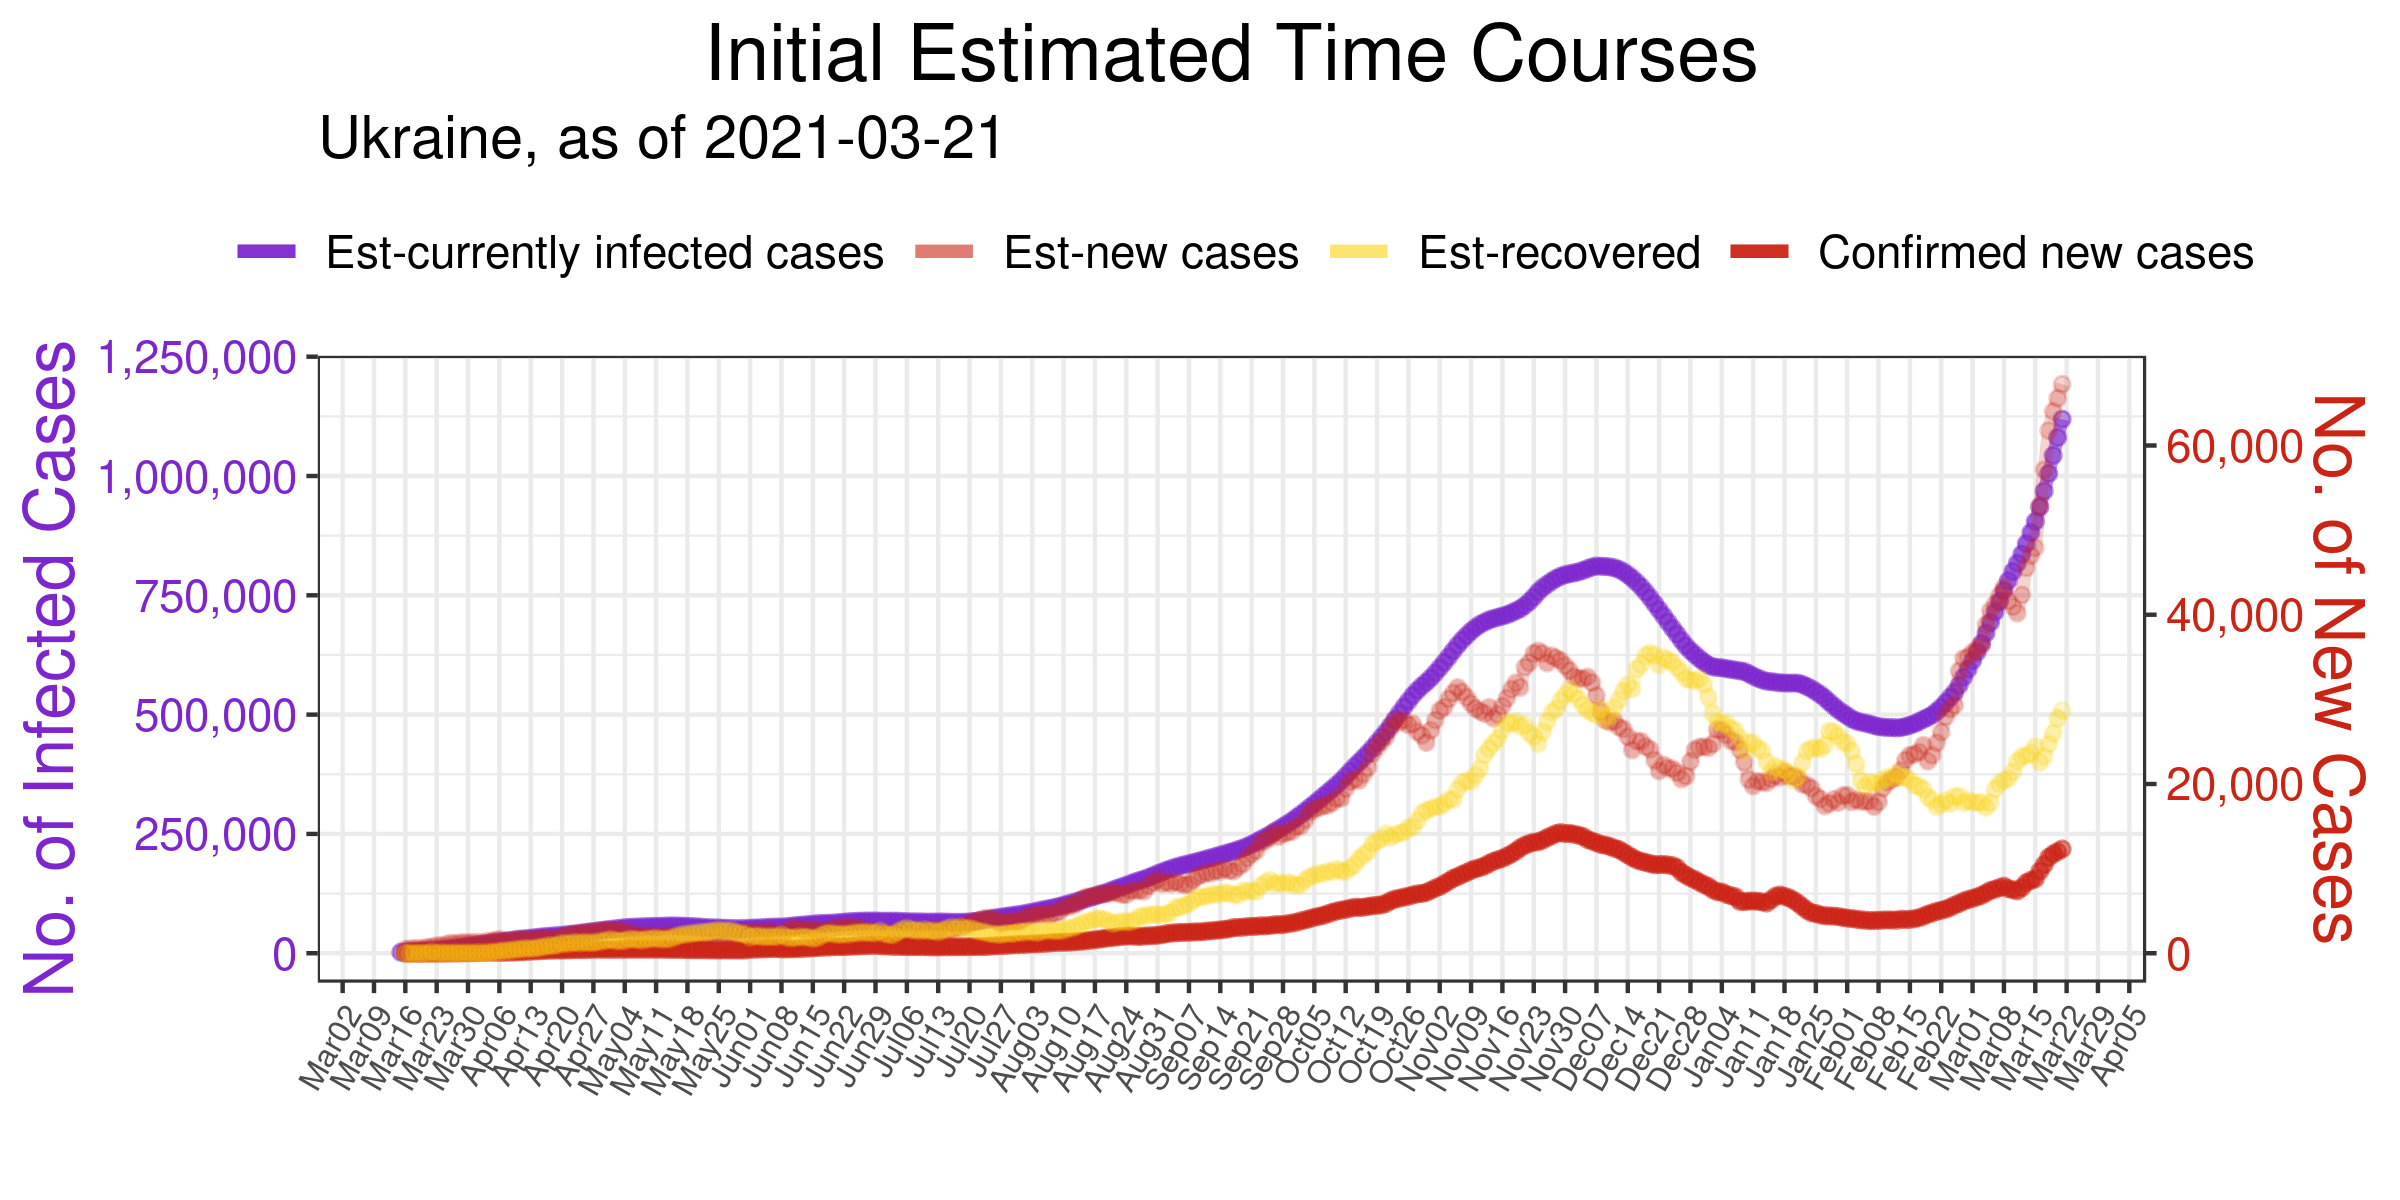 Initial Estimated Time Courses
Ukraine, as of 2021-03-21
Est-currently infected cases Est-new cases Est-recovered Confirmed new cases
No. of Infected Cases
1,250,000
1,000,000
750,000
500,000
250,000
0
60,000
40,000
20,000
0
No. of New Cases
Mar02 Mar09 Mar16 Mar23 Mar30 Apr06 Apr13 Apr20 Apr27 May04 May11 May18 May25 Jun01 Jun08 Jun15 Jun22 Jun29 Jul06 Jul13 Jul20 Jul27 Aug03 Aug10 Aug17 Aug24 Aug31 Sep07 Sep14 Sep21 Sep28 Oct05 Oct12 Oct19 Oct26 Nov02 Nov09 Nov16 Nov23 Nov30 Dec07 Dec14 Dec21 Dec28 Jan04 Jan11 Jan18 Jan25 Feb01 Feb08 Feb15 Feb22 Mar01 Mar08 Mar15 Mar22 Mar29 Apr05